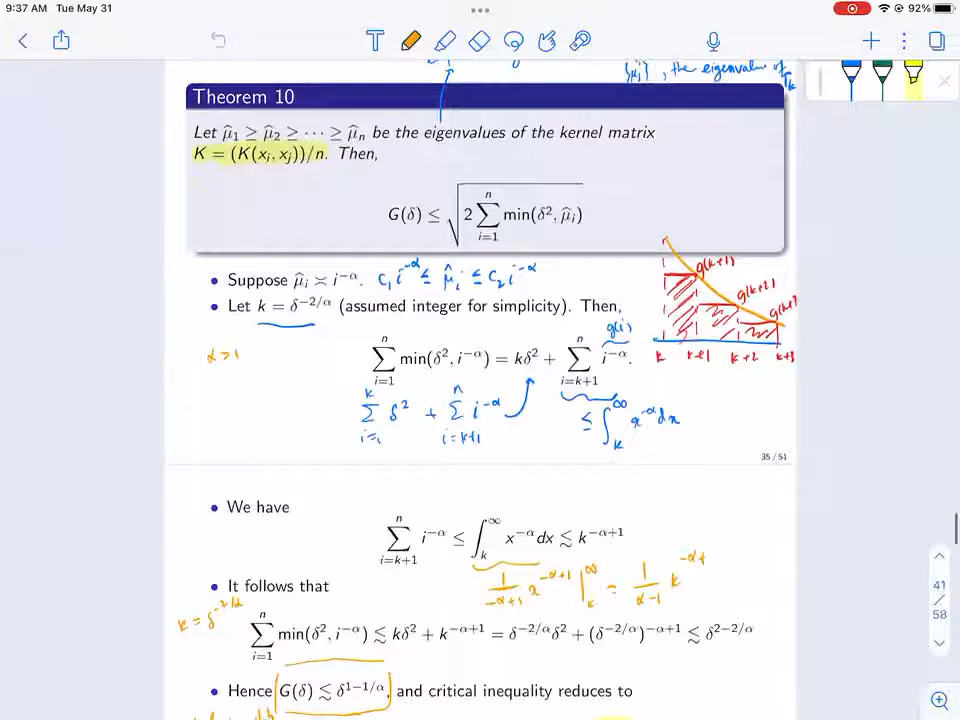 9:37 AM Tue May 31
92%
{μ̂ᵢ}, the eigenvalue of
Theorem 10
Let μ̂₁ ≥ μ̂₂ ≥ ⋯ ≥ μ̂ₙ be the eigenvalues of the kernel matrix
K = (K(xᵢ, xⱼ))/n. Then,
G(δ) ≤ √(2 ∑ᵢ₌₁ⁿ min(δ², μ̂ᵢ))
• Suppose μ̂ᵢ ≍ i^{-α}. C₁ i^{-α} ≤ μ̂ᵢ ≤ C₂ i^{-α}
g(k+1)
g(k+2)
• Let k = δ^{-2/α} (assumed integer for simplicity). Then,
g(i)
α>1
∑ᵢ₌₁ⁿ min(δ², i^{-α}) = kδ² + ∑ᵢ₌ₖ₊₁ⁿ i^{-α}.
k k+1 k+2 k+3
∑ᵢ₌₁ᵏ δ² + ∑ᵢ₌ₖ₊₁ⁿ i^{-α}
≤ ∫ₖ^∞ x^{-α} dx
35 / 51
• We have
∑ᵢ₌ₖ₊₁ⁿ i^{-α} ≤ ∫ₖ^∞ x^{-α}dx ≲ k^{-α+1}
1/(-α+1) x^{-α+1} |ₖ^∞ = 1/(α-1) k^{-α+
• It follows that
k = δ^{-2/α}
∑ᵢ₌₁ⁿ min(δ², i^{-α}) ≲ kδ² + k^{-α+1} = δ^{-2/α}δ² + (δ^{-2/α})^{-α+1} ≲ δ^{2-2/α}
• Hence G(δ) ≲ δ^{1-1/α}, and critical inequality reduces to
41
/
58